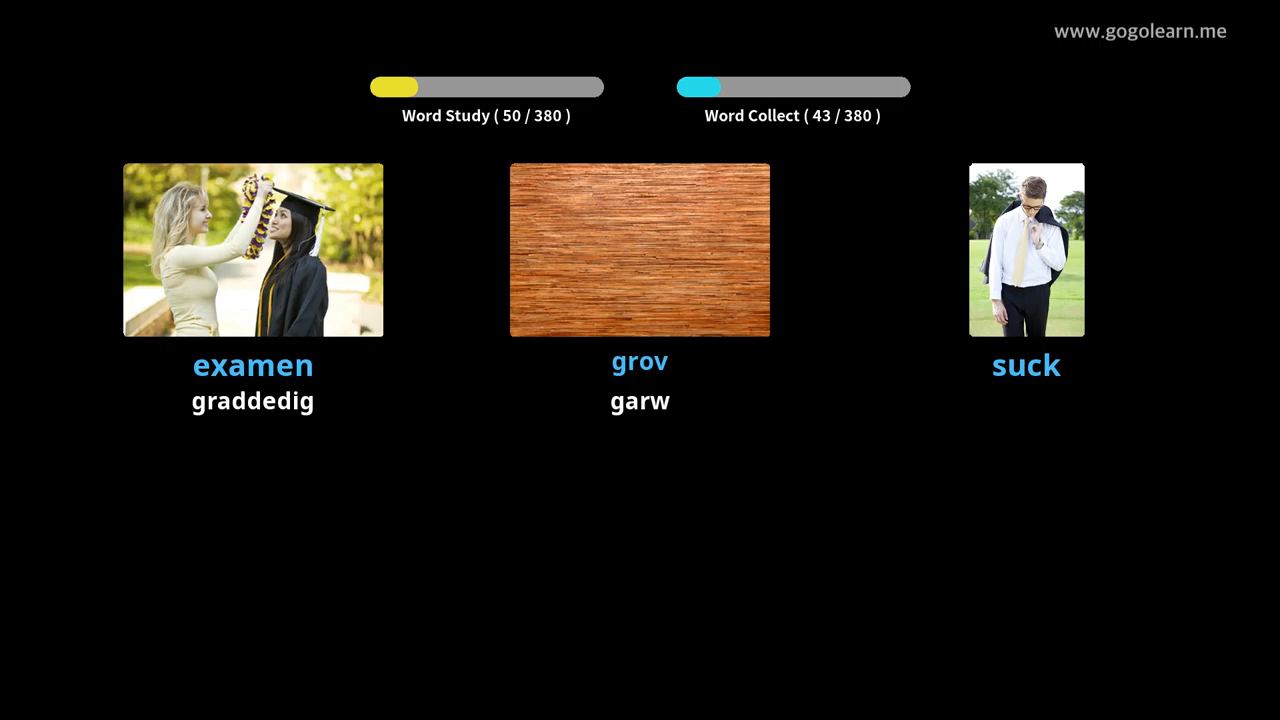 www.gogolearn.me
Word Study ( 50 / 380 )
Word Collect ( 43 / 380 )
examen
graddedig
grov
garw
suck